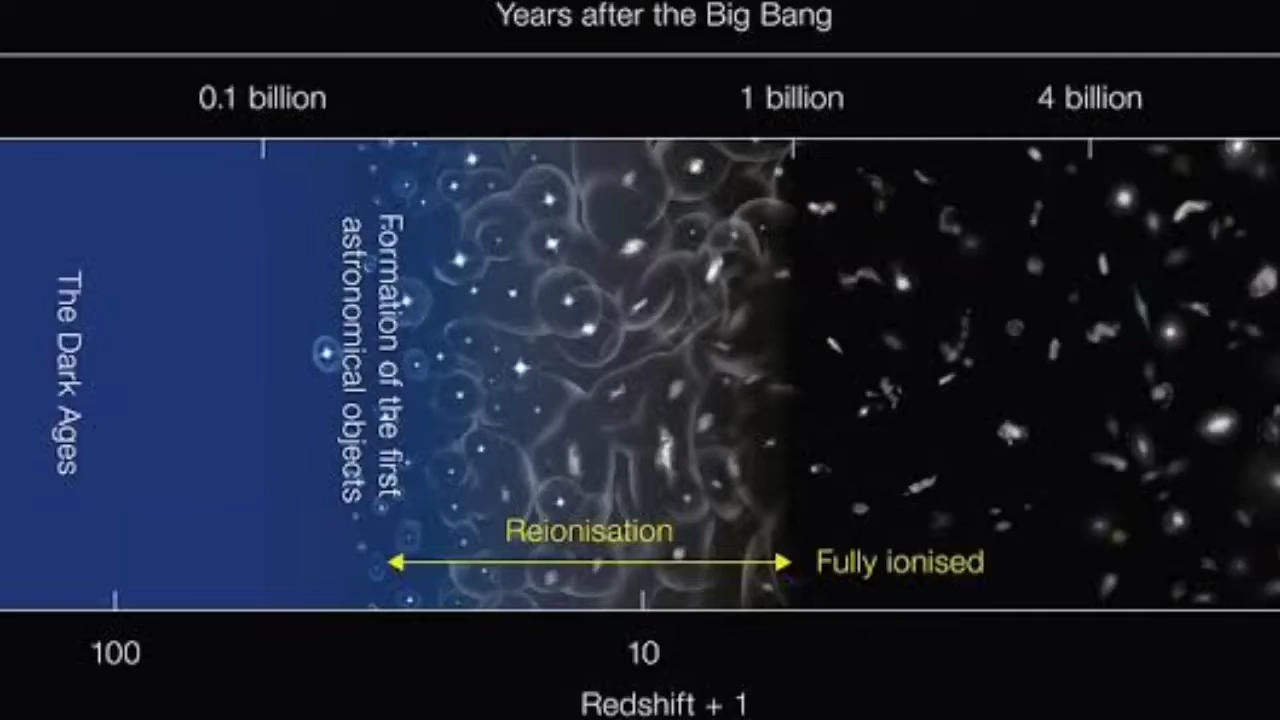 Years after the Big Bang
0.1 billion
1 billion
4 billion
The Dark Ages
Formation of the first
astronomical objects
Reionisation
Fully ionised
100
10
Redshift + 1